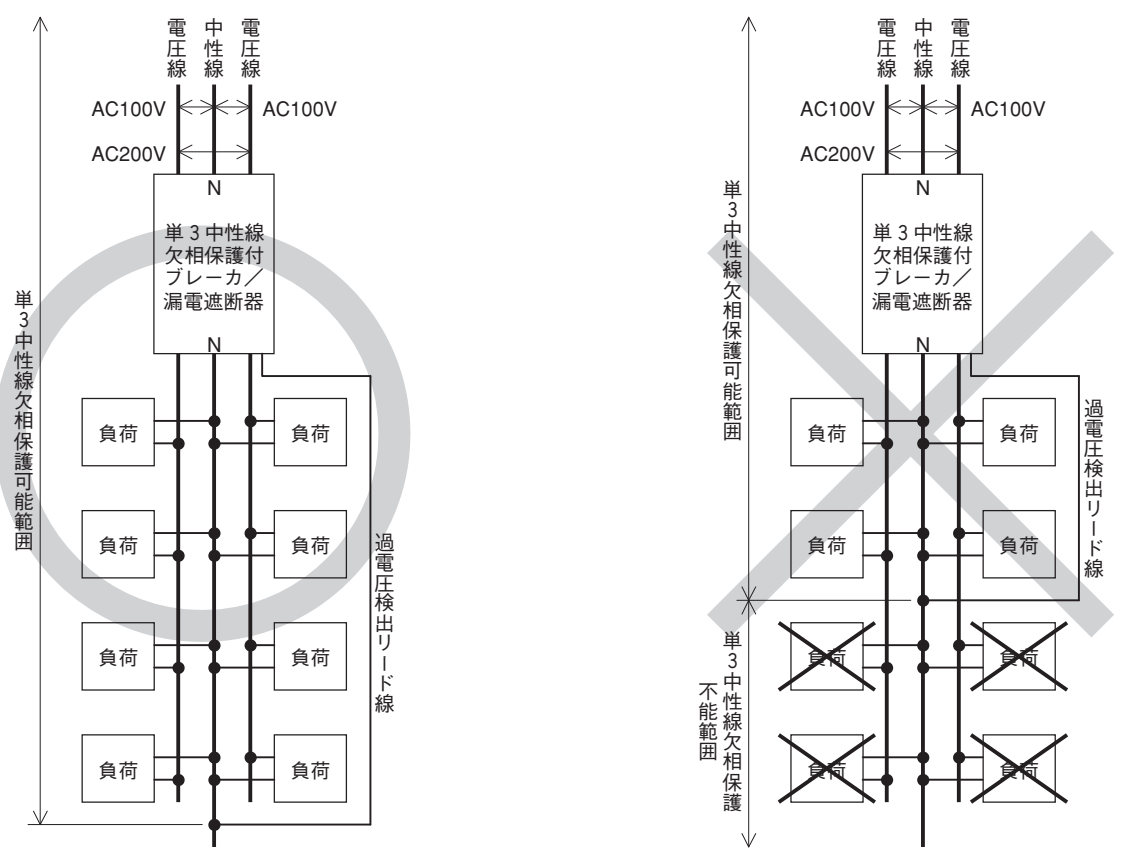 電圧線
中性線
電圧線
AC100V
AC100V
AC200V
N
単3中性線
欠相保護付
ブレーカ／
漏電遮断器
N
単3中性線欠相保護可能範囲
負荷
負荷
負荷
負荷
負荷
負荷
負荷
負荷
過電圧検出リード線
電圧線
中性線
電圧線
AC100V
AC100V
AC200V
N
単3中性線
欠相保護付
ブレーカ／
漏電遮断器
N
単3中性線欠相保護可能範囲
負荷
負荷
負荷
負荷
過電圧検出リード線
単3中性線欠相保護
不能範囲
負荷
負荷
負荷
負荷